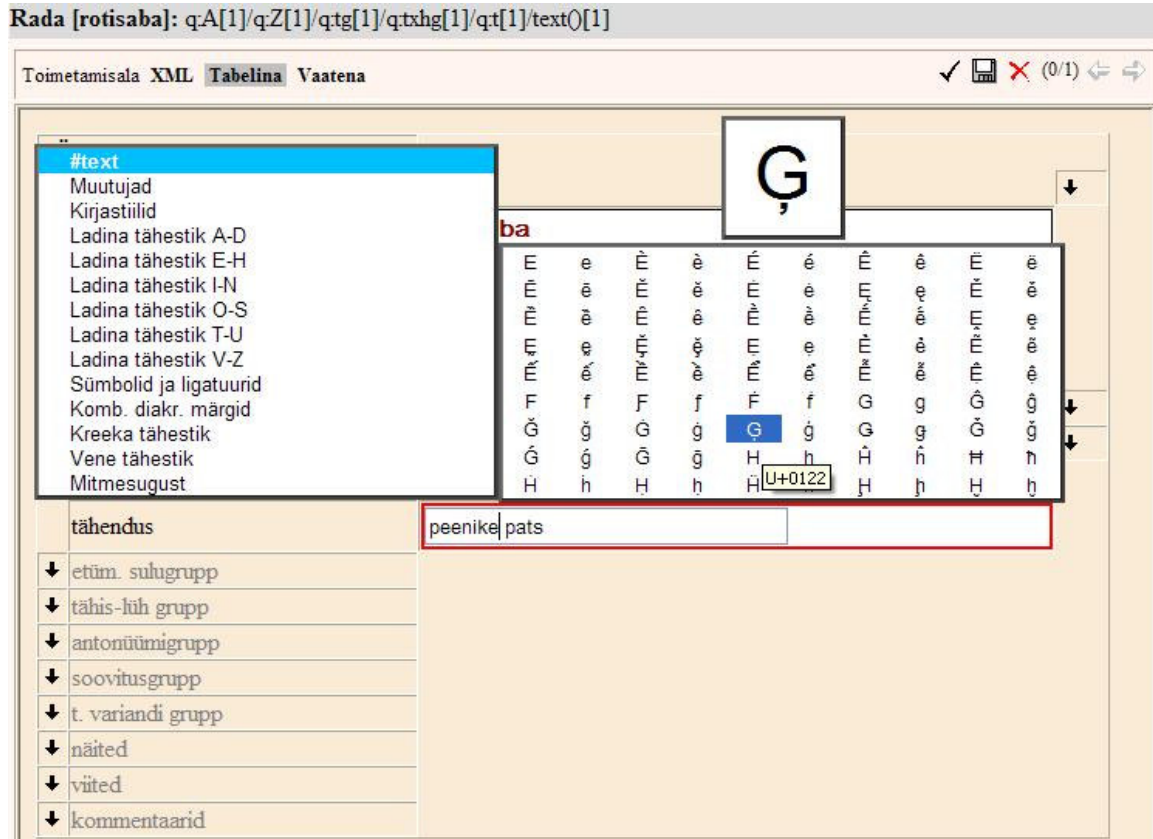 Rada [rotisaba]: q:A[1]/q:Z[1]/q:tg[1]/q:txhg[1]/q:t[1]/text()[1]
Toimetamisala XML Tabelina Vaatena (0/1)
#text
Muutujad
Kirjastiilid
Ladina tähestik A-D
Ladina tähestik E-H
Ladina tähestik I-N
Ladina tähestik O-S
Ladina tähestik T-U
Ladina tähestik V-Z
Sümbolid ja ligatuurid
Komb. diakr. märgid
Kreeka tähestik
Vene tähestik
Mitmesugust
Ģ
ba
E e È è É é Ê ê Ë ë
F f Ƒ ƒ Ḟ ḟ G g Ĝ ĝ
U+0122
tähendus peenike pats
etüm. sulugrupp
tähis-lüh grupp
antonüümigrupp
soovitusgrupp
t. variandi grupp
näited
viited
kommentaarid